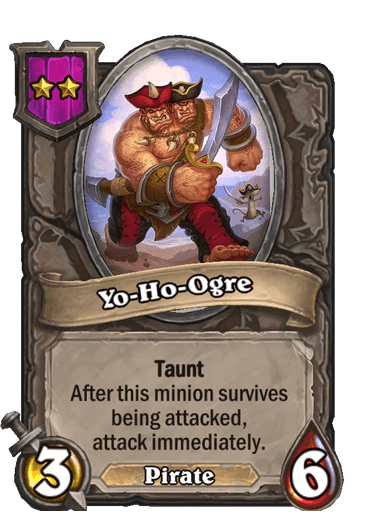 Yo-Ho-Ogre
Taunt
After this minion survives
being attacked,
attack immediately.
3
Pirate
6